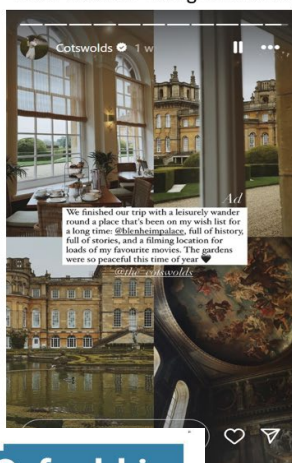 Cotswolds 1 w
Ad
We finished our trip with a leisurely wander
round a place that's been on my wish list for
a long time: @blenheimpalace, full of history,
full of stories, and a filming location for
loads of my favourite movies. The gardens
were so peaceful this time of year 🖤
@the_cotswolds